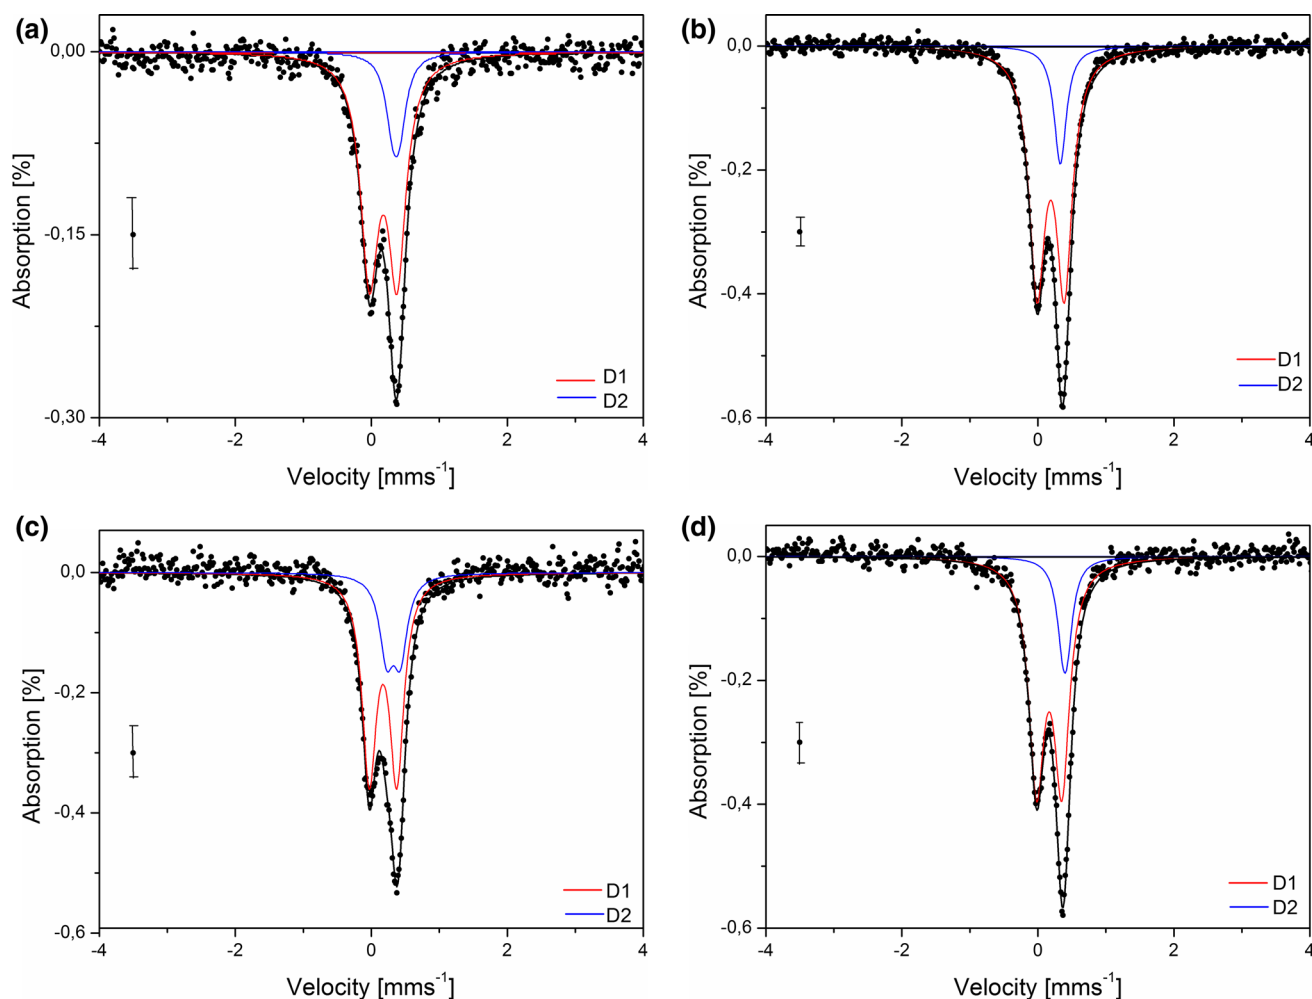 (a)
0,00
-0,15
-0,30
Absorption [%]
-4 -2 0 2 4
Velocity [mms-1]
D1
D2
(b)
0,0
-0,2
-0,4
-0,6
Absorption [%]
-4 -2 0 2 4
Velocity [mms-1]
D1
D2
(c)
0,0
-0,2
-0,4
-0,6
Absorption [%]
-4 -2 0 2 4
Velocity [mms-1]
D1
D2
(d)
0,0
-0,2
-0,4
-0,6
Absorption [%]
-4 -2 0 2 4
Velocity [mms-1]
D1
D2